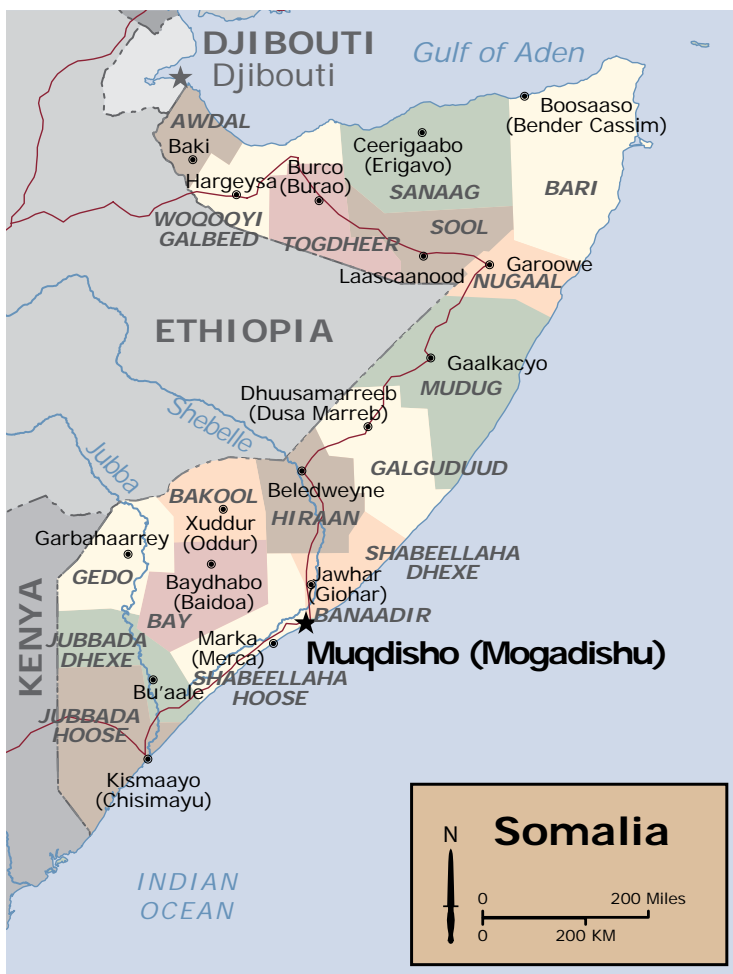 DJIBOUTI
Djibouti
Gulf of Aden
Boosaaso
(Bender Cassim)
AWDAL
Baki
Ceerigaabo
(Erigavo)
Burco
(Burao)
Hargeysa
SANAAG
BARI
WOQOOYI
GALBEED
TOGDHEER
SOOL
Laascaanood
Garoowe
NUGAAL
ETHIOPIA
Gaalkacyo
MUDUG
Dhuusamarreeb
(Dusa Marreb)
Shebelle
Jubba
GALGUDUUD
Beledweyne
HIRAAN
BAKOOL
Xuddur
(Oddur)
Garbahaarrey
GEDO
SHABEELLAHA
DHEXE
Baydhabo
(Baidoa)
Jawhar
(Giohar)
BANAADIR
BAY
KENYA
JUBBADA
DHEXE
Marka
(Merca)
Muqdisho (Mogadishu)
SHABEELLAHA
HOOSE
Bu'aale
JUBBADA
HOOSE
Kismaayo
(Chisimayu)
INDIAN
OCEAN
Somalia
N
0 200 Miles
0 200 KM